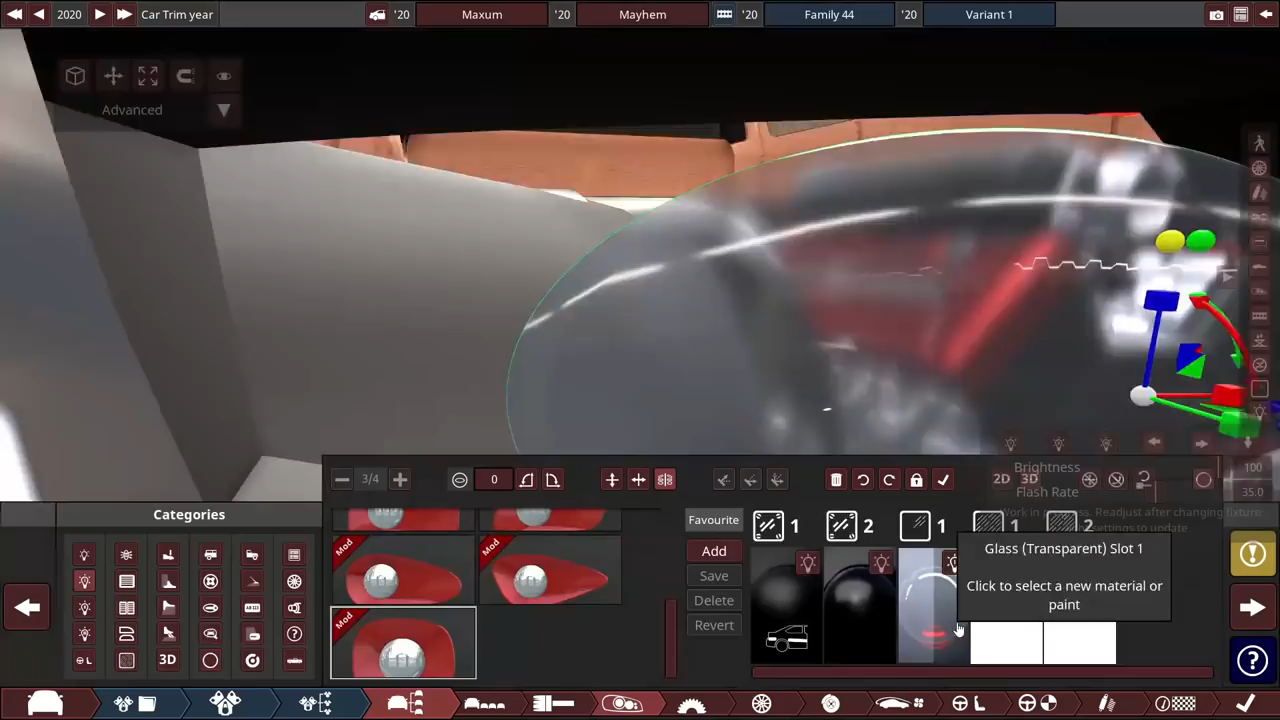 2020 Car Trim year '20 Maxum '20 Mayhem '20 Family 44 '20 Variant 1
Advanced
3/4 0 2D 3D
Brightness 100
Flash Rate 35.0
Categories
Favourite
Add
Save
Delete
Revert
Mod Mod
Mod
1 2 1 1 2
Glass (Transparent) Slot 1
Click to select a new material or
paint
L 3D